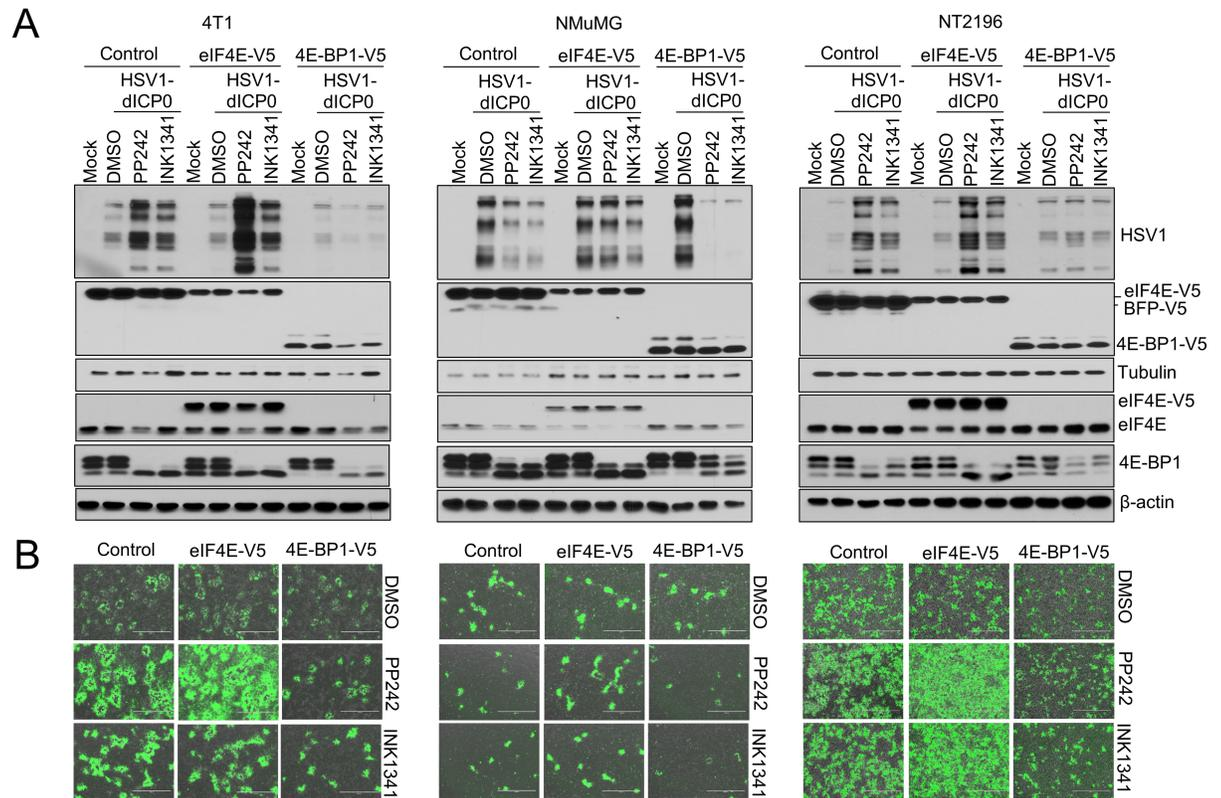 A
4T1 NMuMG NT2196
Control eIF4E-V5 4E-BP1-V5 Control eIF4E-V5 4E-BP1-V5 Control eIF4E-V5 4E-BP1-V5
HSV1- HSV1- HSV1- HSV1- HSV1- HSV1- HSV1- HSV1- HSV1-
dICP0 dICP0 dICP0 dICP0 dICP0 dICP0 dICP0 dICP0 dICP0
Mock DMSO PP242 INK1341 Mock DMSO PP242 INK1341 Mock DMSO PP242 INK1341 Mock DMSO PP242 INK1341 Mock DMSO PP242 INK1341 Mock DMSO PP242 INK1341 Mock DMSO PP242 INK1341 Mock DMSO PP242 INK1341 Mock DMSO PP242 INK1341
HSV1
eIF4E-V5
BFP-V5
4E-BP1-V5
Tubulin
eIF4E-V5
eIF4E
4E-BP1
β-actin
B
Control eIF4E-V5 4E-BP1-V5 Control eIF4E-V5 4E-BP1-V5 Control eIF4E-V5 4E-BP1-V5
DMSO DMSO DMSO
PP242 PP242 PP242
INK1341 INK1341 INK1341